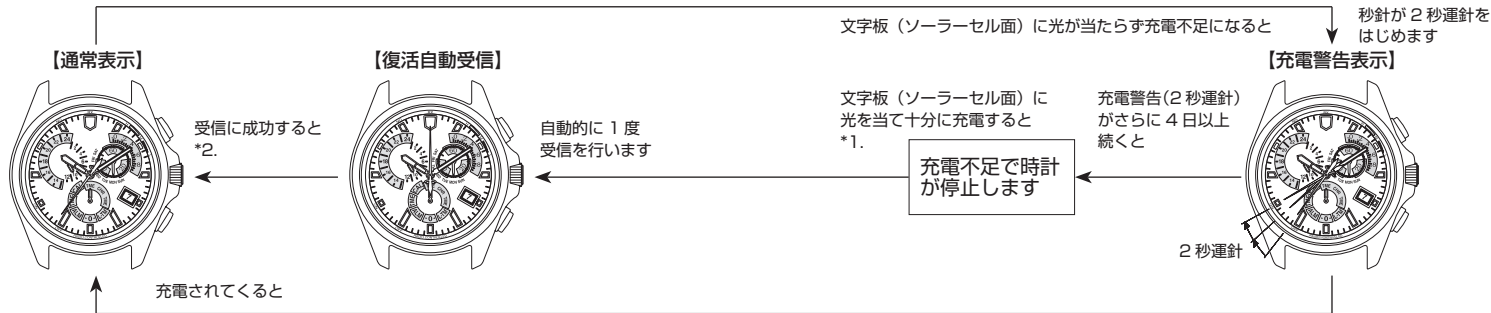 文字板（ソーラーセル面）に光が当たらず充電不足になると
秒針が 2 秒運針を
はじめます
【通常表示】
【復活自動受信】
【充電警告表示】
受信に成功すると
*2.
自動的に 1 度
受信を行います
文字板（ソーラーセル面）に
光を当て十分に充電すると
*1.
充電不足で時計
が停止します
充電警告(2 秒運針)
がさらに 4 日以上
続くと
2 秒運針
充電されてくると